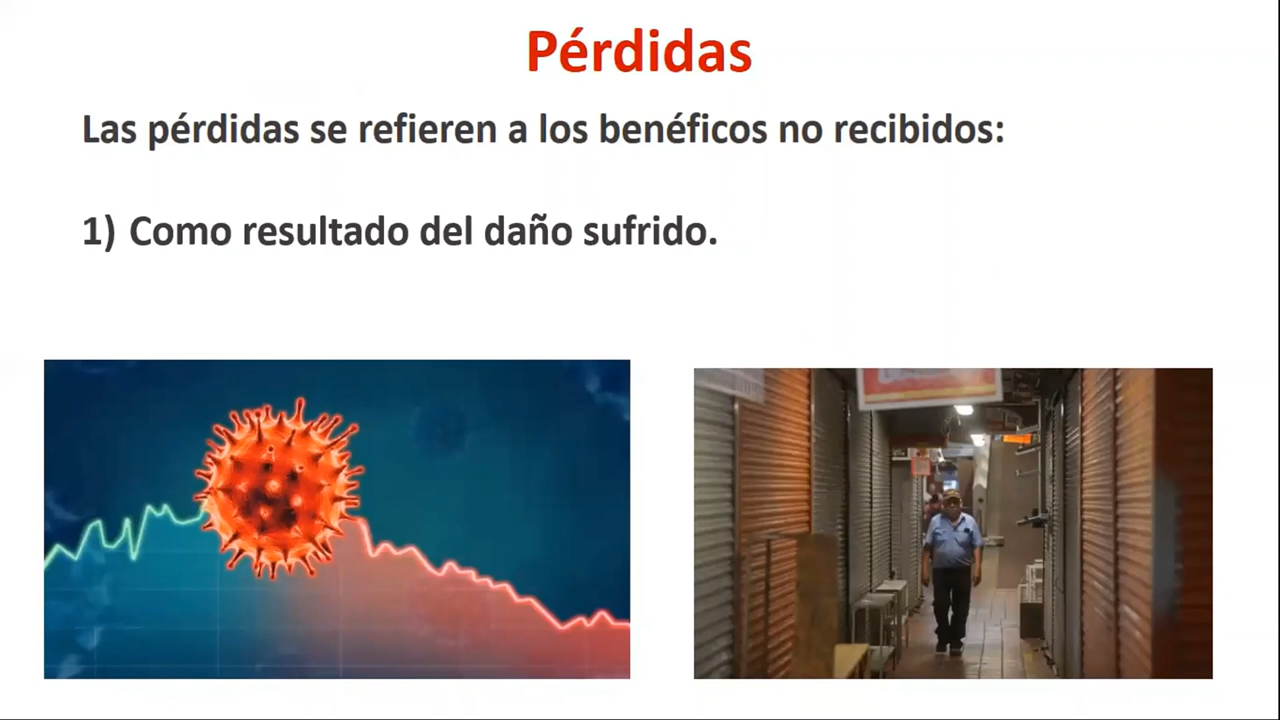 Pérdidas
Las pérdidas se refieren a los benéficos no recibidos:
1) Como resultado del daño sufrido.